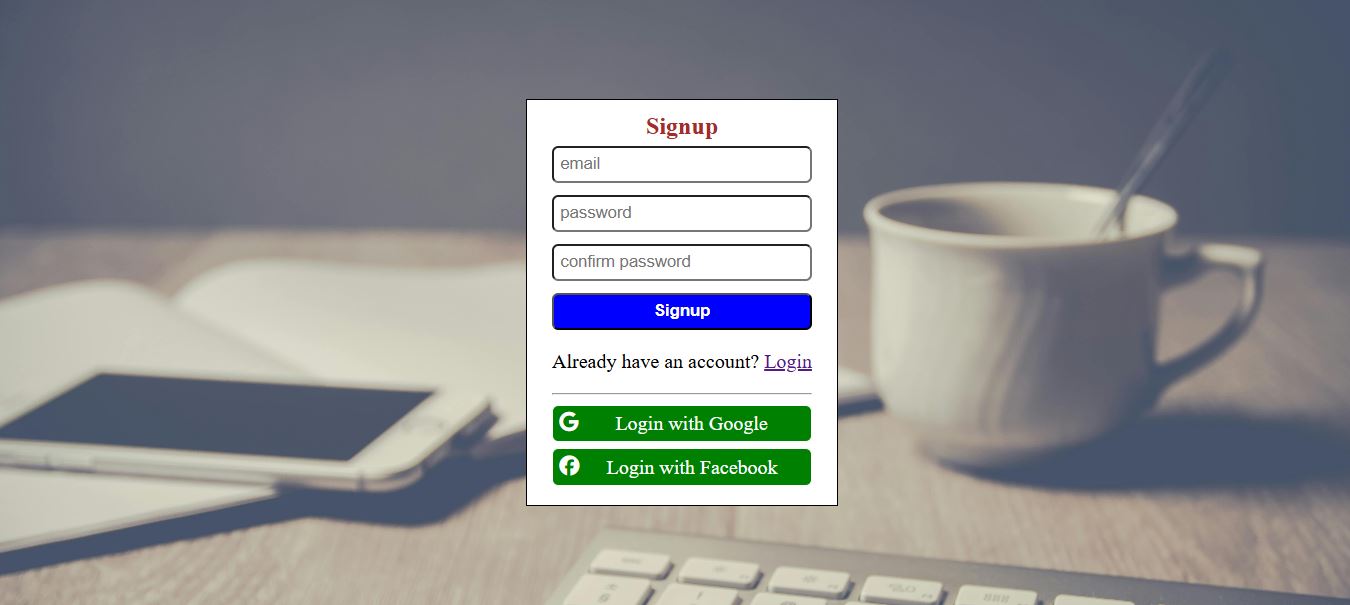 Signup
email
password
confirm password
Signup
Already have an account? Login
Login with Google
Login with Facebook